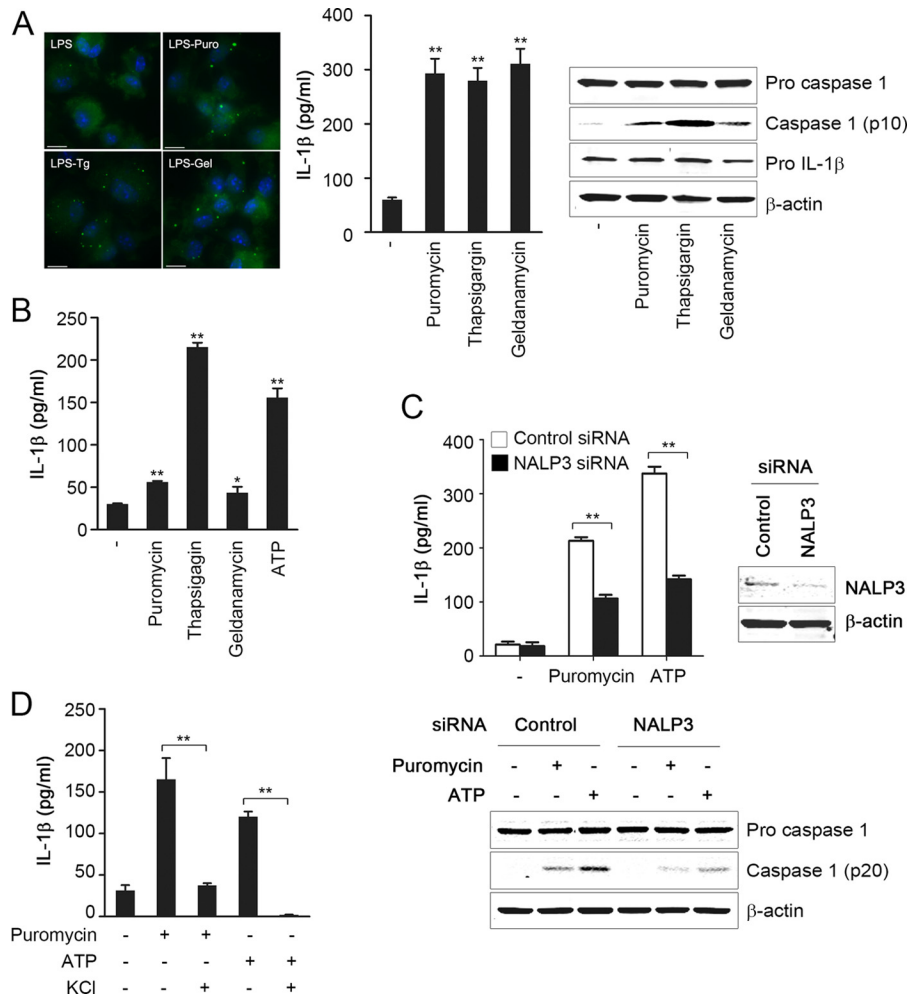 A
LPS
LPS-Puro
LPS-Tg
LPS-Gel
IL-1β (pg/ml)
400
300
200
100
0
**
**
**
-
Puromycin
Thapsigargin
Geldanamycin
Pro caspase 1
Caspase 1 (p10)
Pro IL-1β
β-actin
-
Puromycin
Thapsigargin
Geldanamycin
B
IL-1β (pg/ml)
250
200
150
100
50
0
**
**
*
**
-
Puromycin
Thapsigagin
Geldanamycin
ATP
C
IL-1β (pg/ml)
400
300
200
100
0
Control siRNA
NALP3 siRNA
**
**
-
Puromycin
ATP
siRNA
Control
NALP3
NALP3
β-actin
siRNA Control NALP3
Puromycin - + - - + -
ATP - - + - - +
Pro caspase 1
Caspase 1 (p20)
β-actin
D
IL-1β (pg/ml)
250
200
150
100
50
0
**
**
Puromycin - + + - -
ATP - - - + +
KCl - - + - +